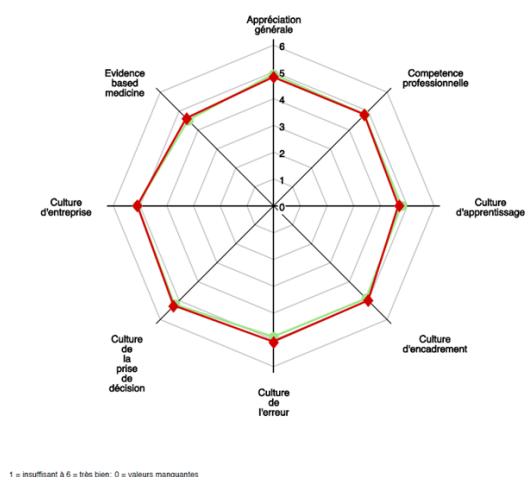 Appréciation
générale
6
5
4
3
2
1
0
Competence
professionnelle
Culture
d'apprentissage
Culture
d'encadrement
Culture
de
l'erreur
Culture
de
la
prise
de
décision
Culture
d'entreprise
Evidence
based
medicine
1 = insuffisant à 6 = très bien; 0 = valeurs manquantes